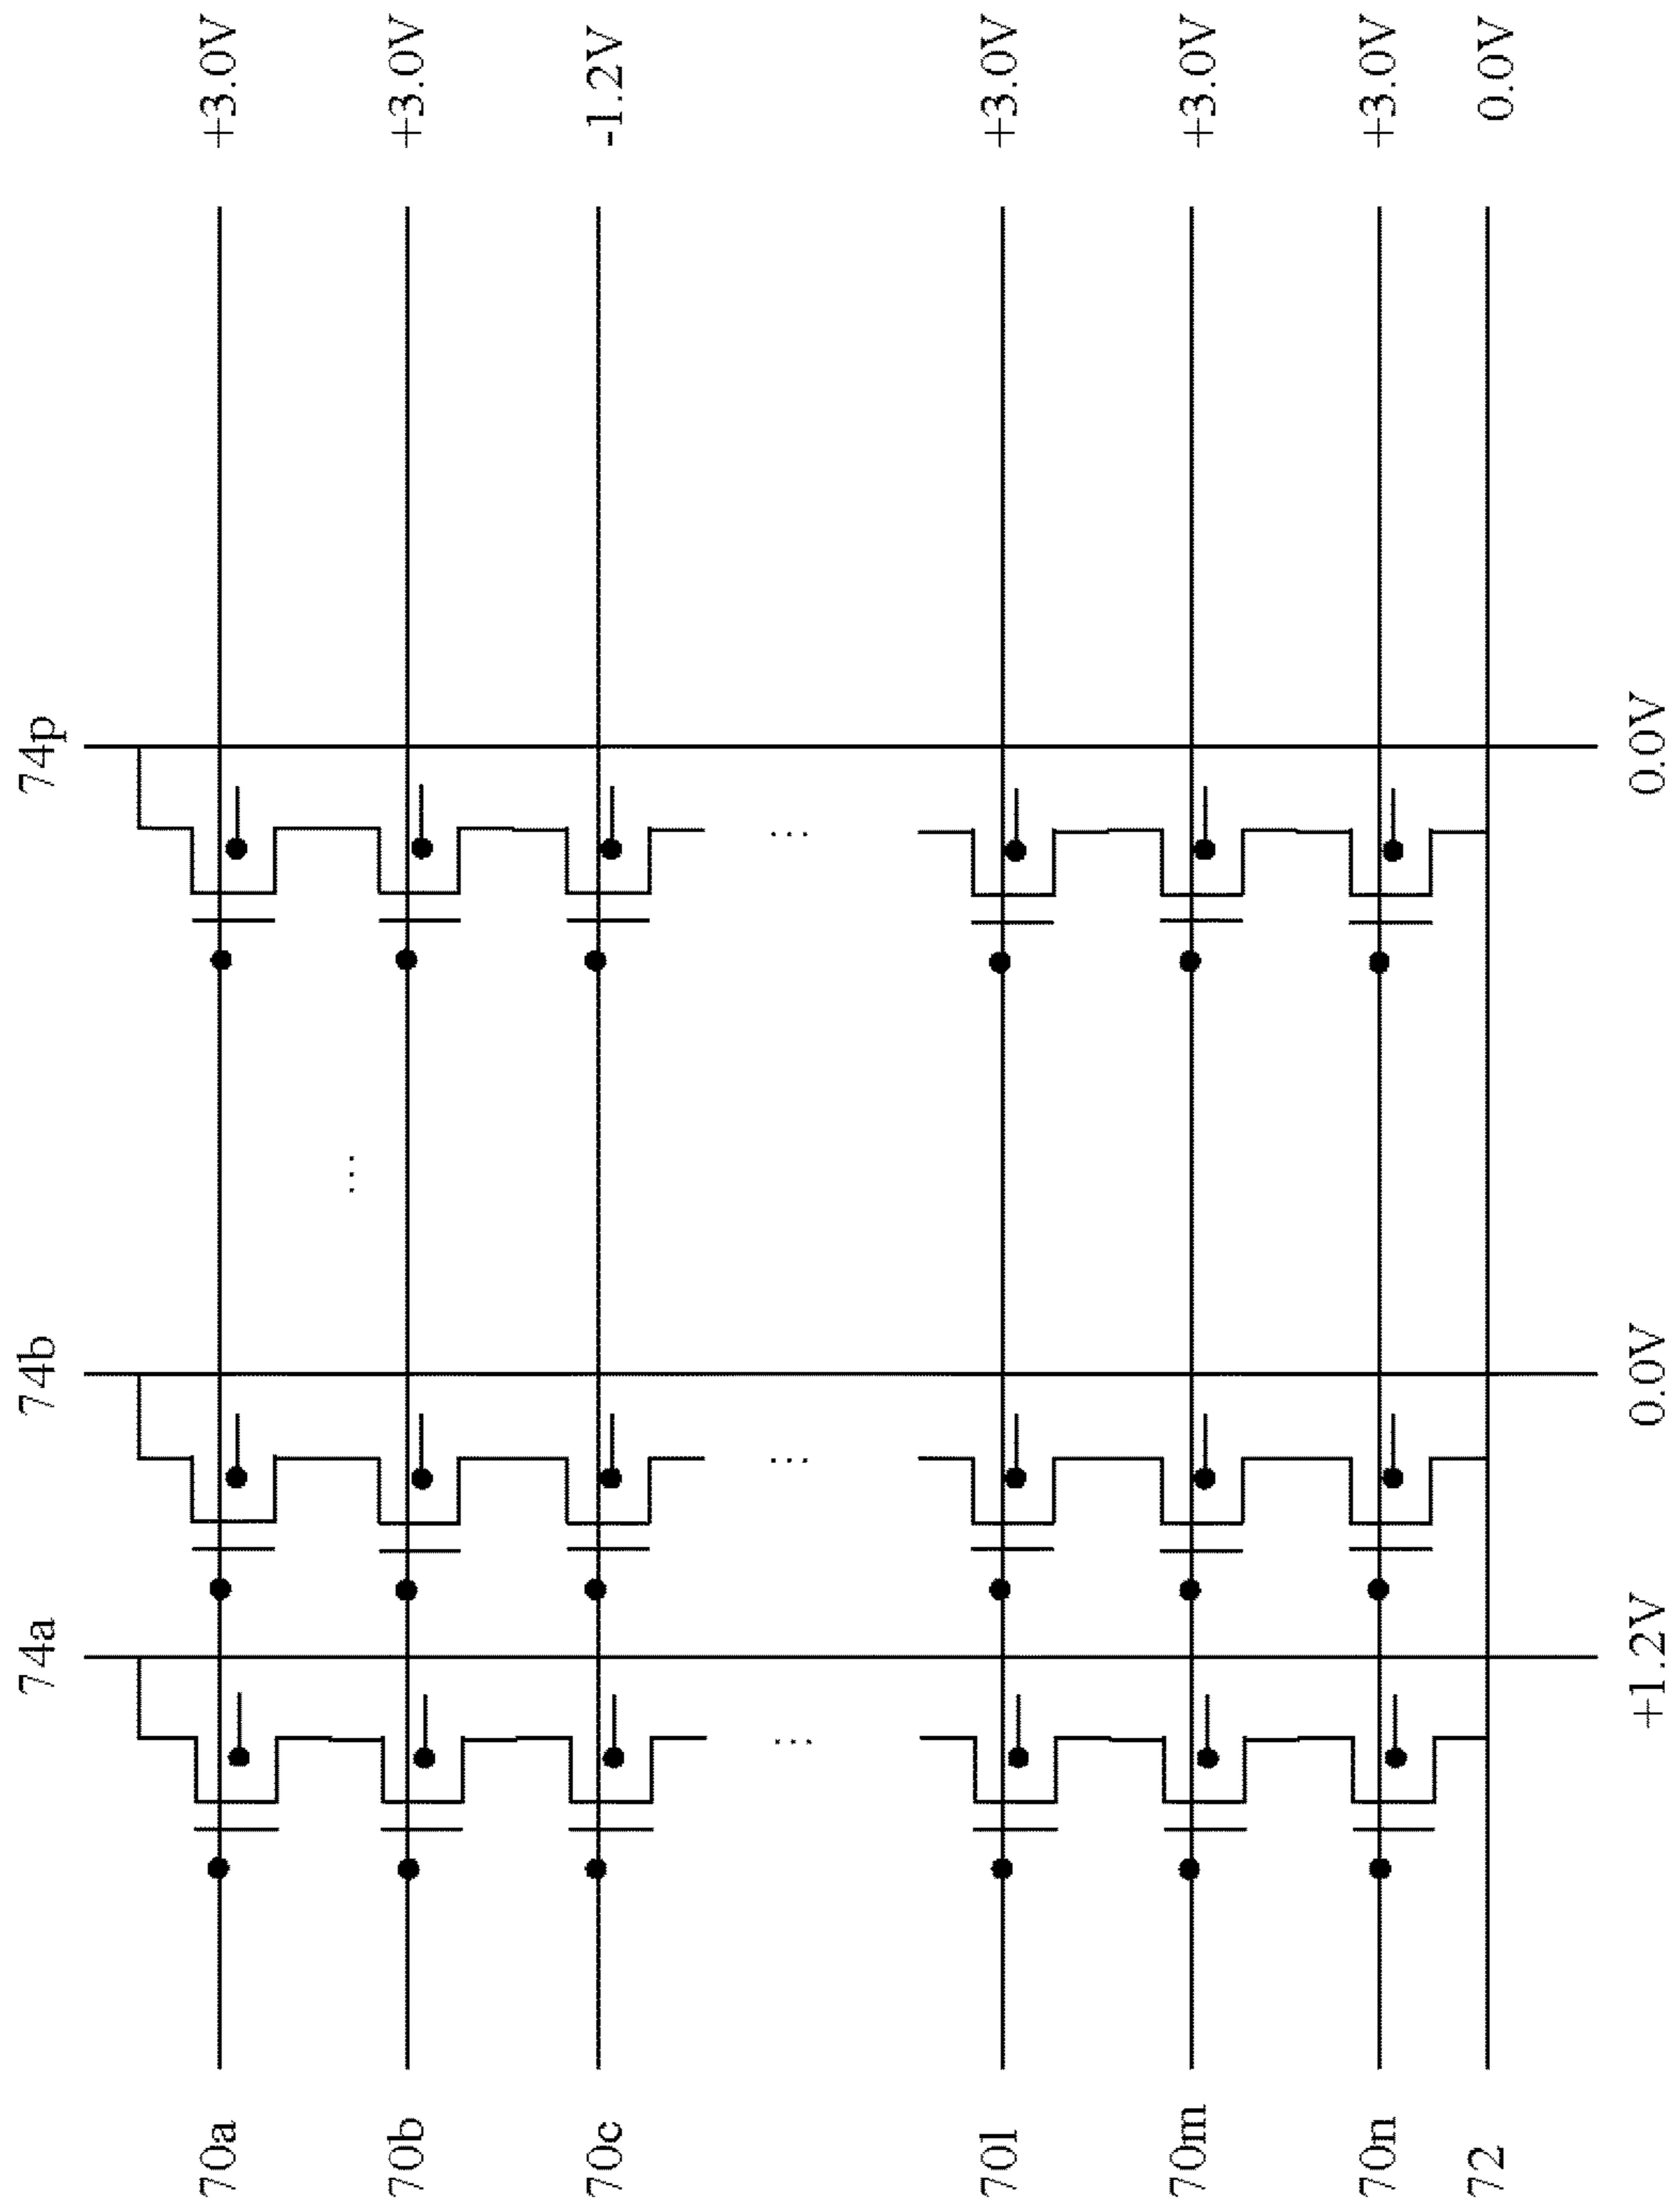 74a 74b 74p
70a +3.0V
...
70b +3.0V
70c -1.2V
... ... ...
70l +3.0V
70m +3.0V
70n +3.0V
72 0.0V
+1.2V 0.0V 0.0V